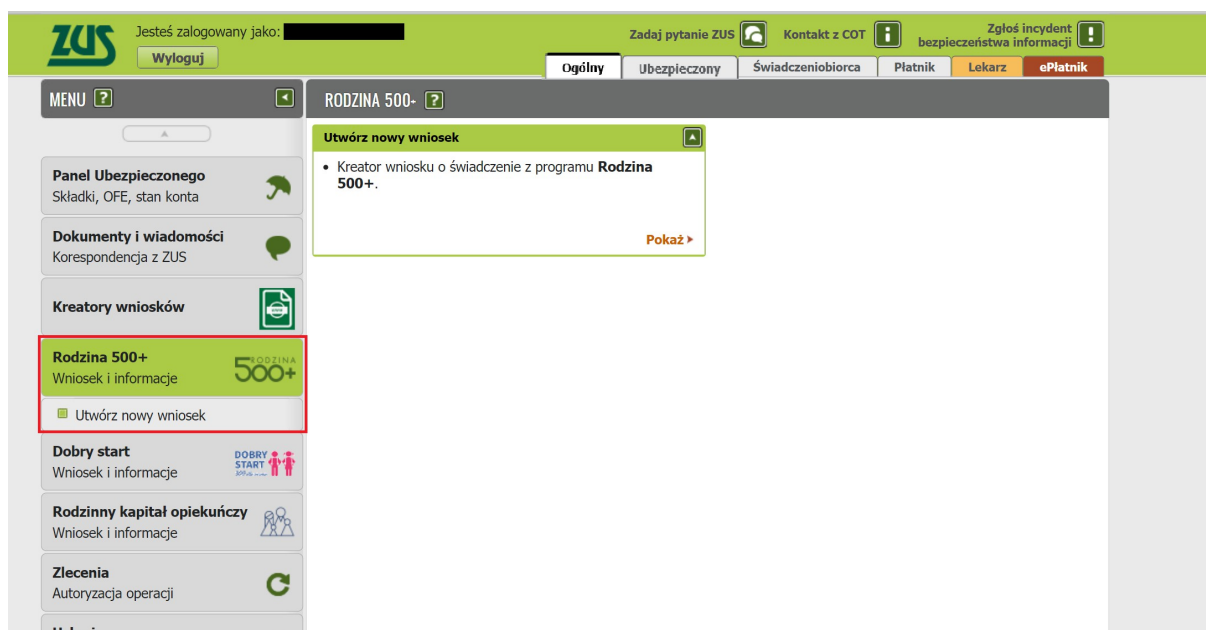 ZUS
Jesteś zalogowany jako:
Wyloguj
Zadaj pytanie ZUS
Kontakt z COT
Zgłoś incydent
bezpieczeństwa informacji
Ogólny
Ubezpieczony
Świadczeniobiorca
Płatnik
Lekarz
ePłatnik
MENU ?
Panel Ubezpieczonego
Składki, OFE, stan konta
Dokumenty i wiadomości
Korespondencja z ZUS
Kreatory wniosków
Rodzina 500+
Wniosek i informacje
RODZINA
500+
Utwórz nowy wniosek
Dobry start
Wniosek i informacje
DOBRY
START
Rodzinny kapitał opiekuńczy
Wniosek i informacje
Zlecenia
Autoryzacja operacji
RODZINA 500+ ?
Utwórz nowy wniosek
• Kreator wniosku o świadczenie z programu Rodzina
500+.
Pokaż